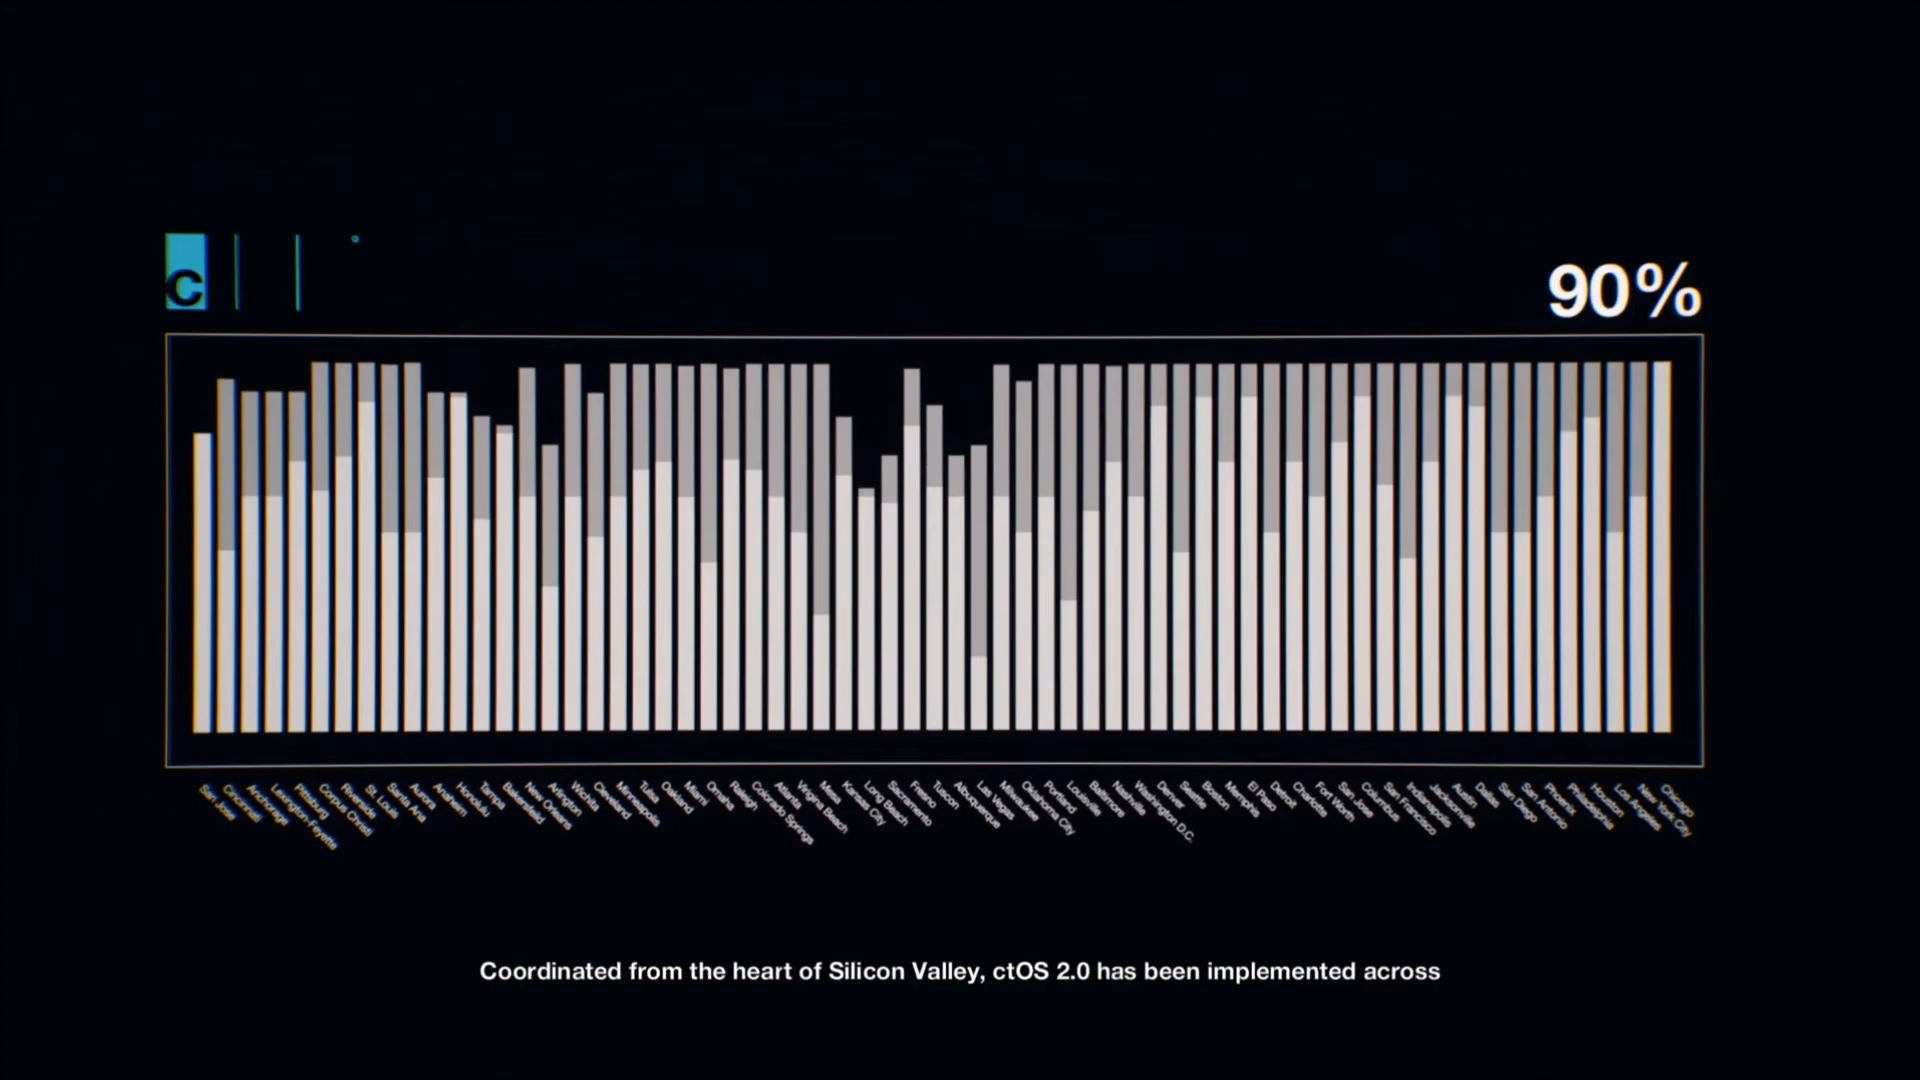 C
90%
San Jose
Cincinnati
Anchorage
Lexington-Feyette
Pittsburg
Corpus Christi
Riverside
St. Louis
Santa Ana
Aurora
Anaheim
Honolulu
Tampa
Bakersfield
New Orleans
Arlington
Wichita
Cleveland
Minneapolis
Tulsa
Oakland
Miami
Omaha
Raleigh
Colorado Springs
Atlanta
Virginia Beach
Mesa
Kansas City
Long Beach
Sacramento
Fresno
Tuscon
Albuquerque
Las Vegas
Milwaukee
Oklahoma City
Portland
Louisville
Baltimore
Nashville
Washington D.C.
Denver
Seattle
Boston
Memphis
El Paso
Detroit
Charlotte
Fort Worth
San Jose
Columbus
San Francisco
Indianapolis
Jacksonville
Austin
Dallas
San Diego
San Antonio
Phoenix
Philadelphia
Houston
Los Angeles
New York City
Chicago
Coordinated from the heart of Silicon Valley, ctOS 2.0 has been implemented across